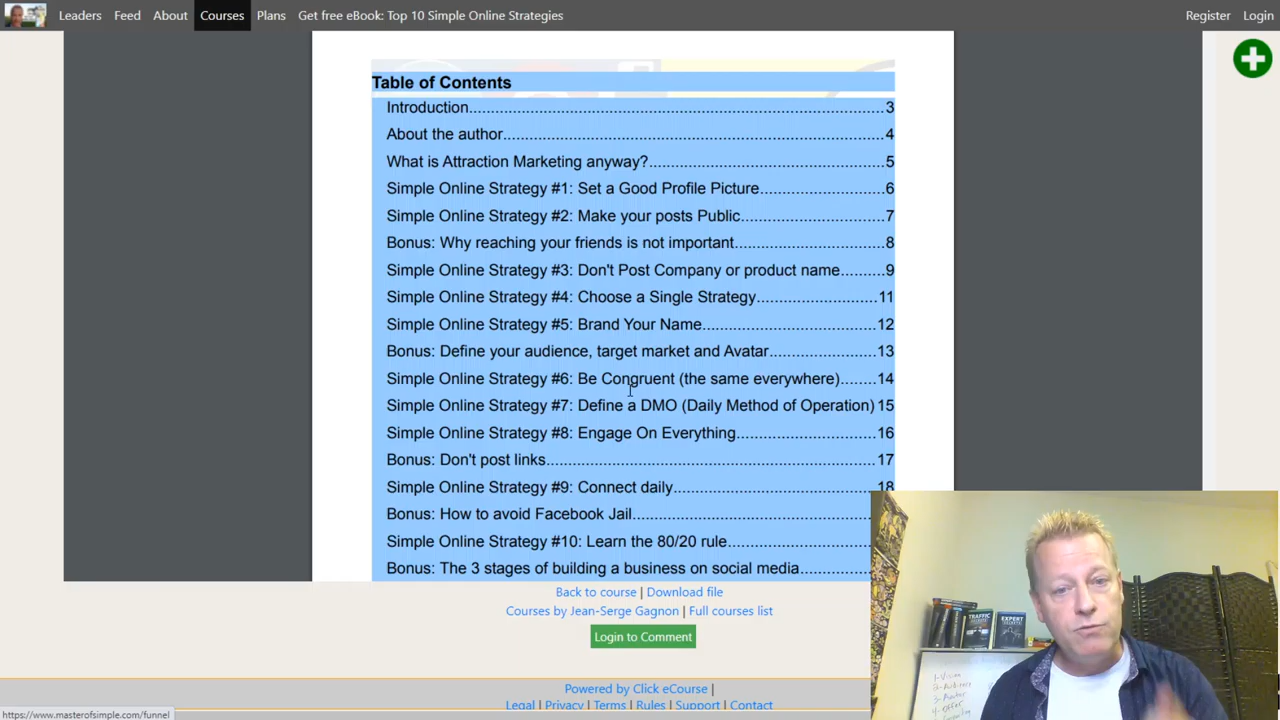 Leaders Feed About Courses Plans Get free eBook: Top 10 Simple Online Strategies Register Login
Table of Contents
Introduction........................................................................3
About the author..................................................................4
What is Attraction Marketing anyway?..........................................5
Simple Online Strategy #1: Set a Good Profile Picture....................6
Simple Online Strategy #2: Make your posts Public.......................7
Bonus: Why reaching your friends is not important.........................8
Simple Online Strategy #3: Don't Post Company or product name.........9
Simple Online Strategy #4: Choose a Single Strategy....................11
Simple Online Strategy #5: Brand Your Name.............................12
Bonus: Define your audience, target market and Avatar..................13
Simple Online Strategy #6: Be Congruent (the same everywhere)........14
Simple Online Strategy #7: Define a DMO (Daily Method of Operation) 15
Simple Online Strategy #8: Engage On Everything........................16
Bonus: Don't post links........................................................17
Simple Online Strategy #9: Connect daily...................................18
Bonus: How to avoid Facebook Jail..........................................
Simple Online Strategy #10: Learn the 80/20 rule.........................
Bonus: The 3 stages of building a business on social media............
Back to course | Download file
Courses by Jean-Serge Gagnon | Full courses list
Login to Comment
TRAFFIC
SECRETS
EXPERT
SECRETS
1-Vision
4-Offer
Powered by Click eCourse |
Legal | Privacy | Terms | Rules | Support | Contact
https://www.masterofsimple.com/funnel